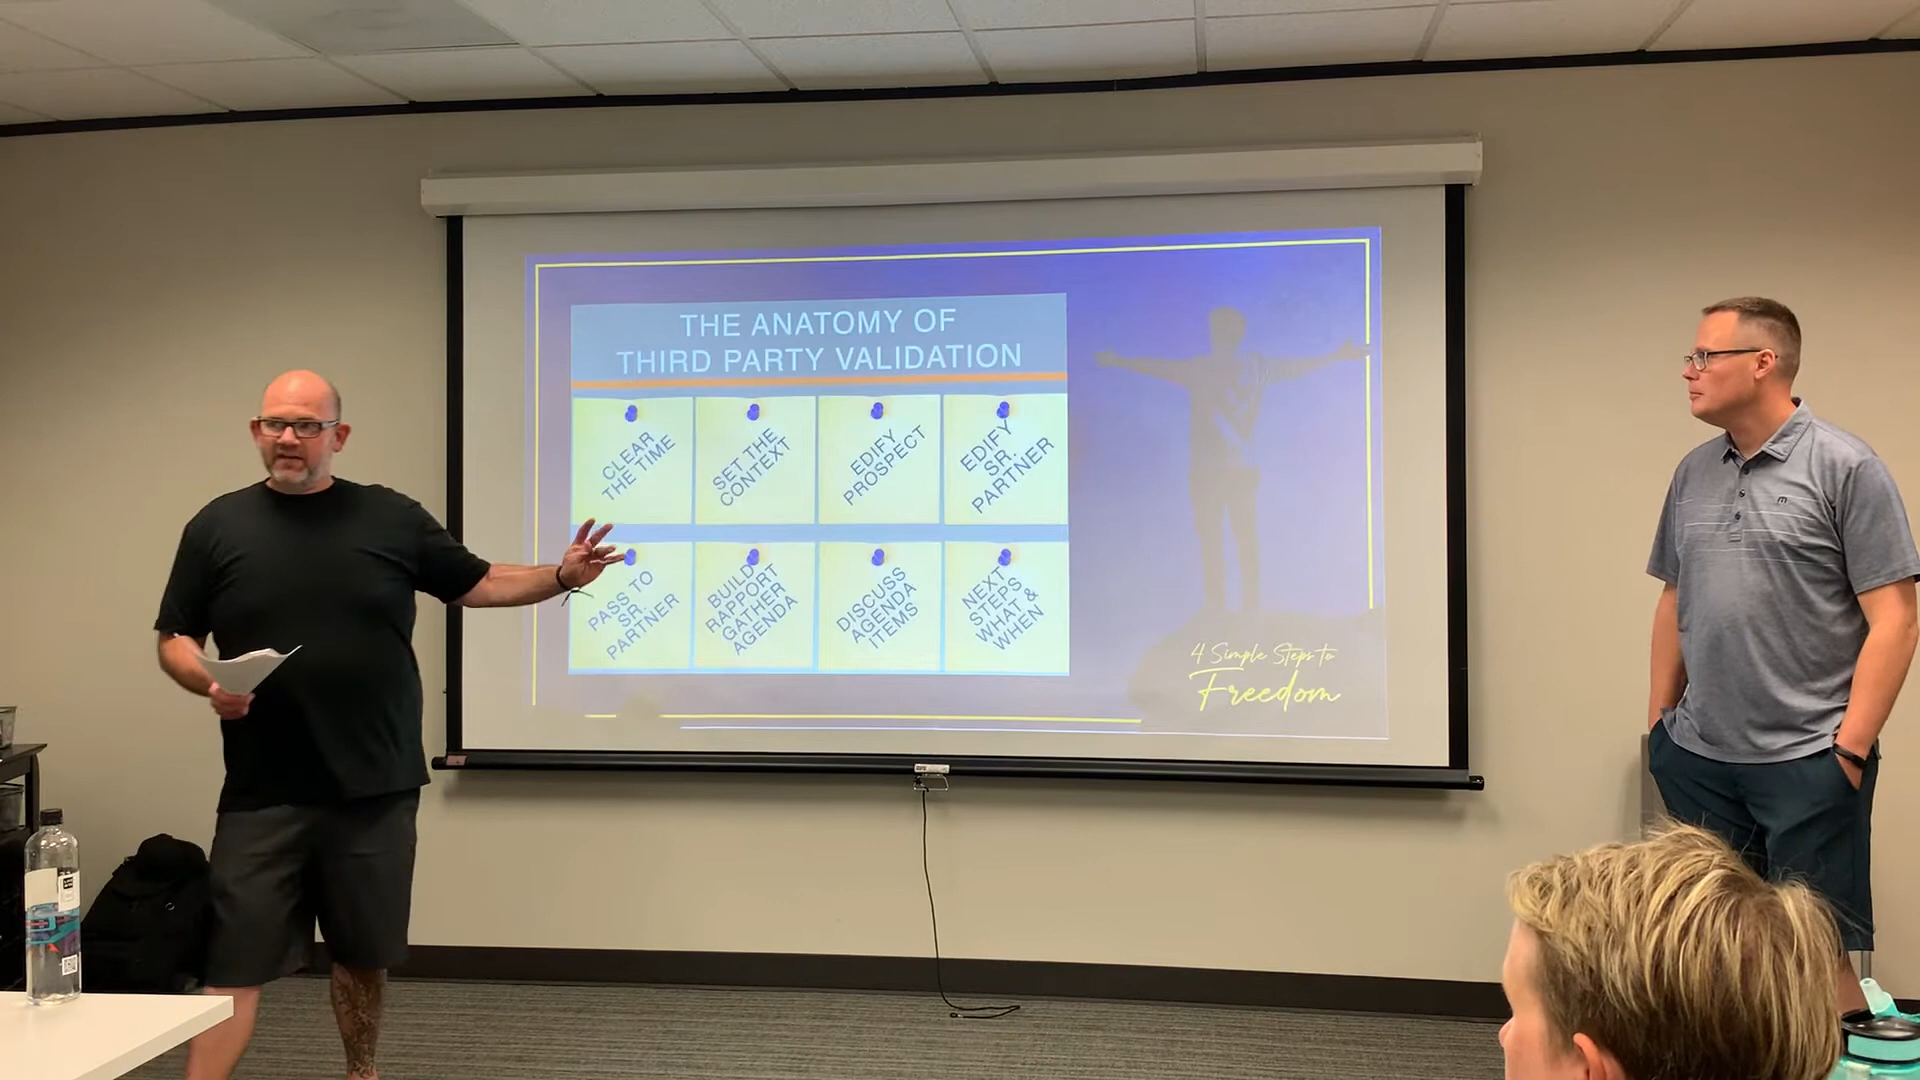 THE ANATOMY OF
THIRD PARTY VALIDATION
CLEAR
THE TIME
SET THE
CONTEXT
EDIFY
PROSPECT
EDIFY
SR.
PARTNER
PASS TO
SR.
PARTNER
BUILD
RAPPORT
GATHER
AGENDA
DISCUSS
AGENDA
ITEMS
NEXT
STEPS
WHAT &
WHEN
4 Simple Steps to
Freedom